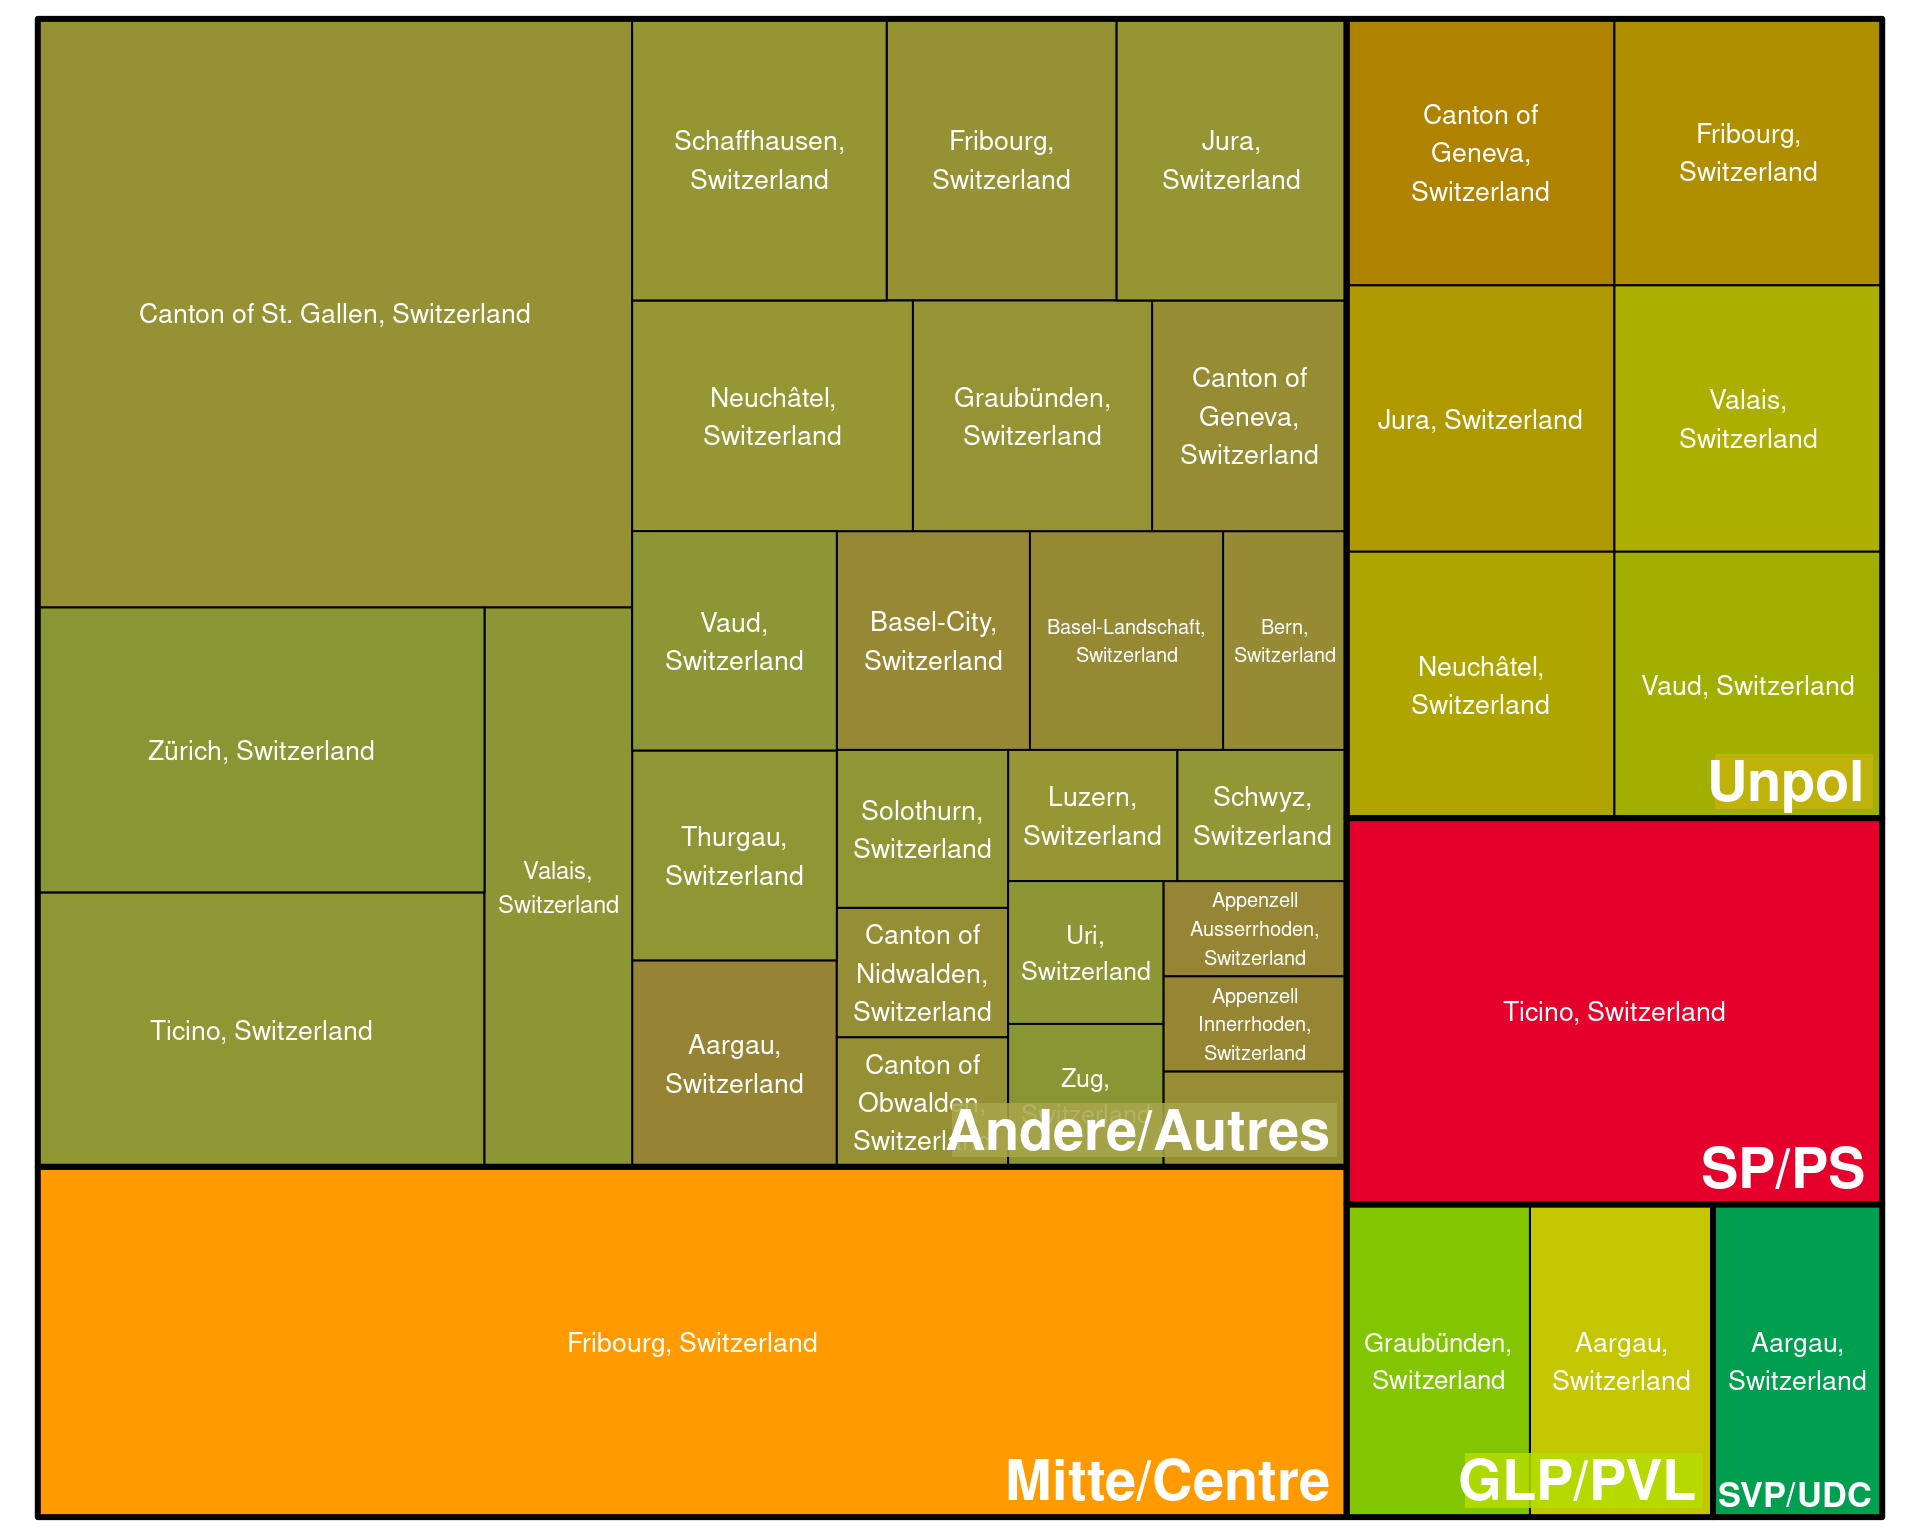 Canton of St. Gallen, Switzerland
Schaffhausen,
Switzerland
Fribourg,
Switzerland
Jura,
Switzerland
Neuchâtel,
Switzerland
Graubünden,
Switzerland
Canton of
Geneva,
Switzerland
Zürich, Switzerland
Valais,
Switzerland
Ticino, Switzerland
Vaud,
Switzerland
Basel-City,
Switzerland
Basel-Landschaft,
Switzerland
Bern,
Switzerland
Thurgau,
Switzerland
Solothurn,
Switzerland
Luzern,
Switzerland
Schwyz,
Switzerland
Aargau,
Switzerland
Canton of
Nidwalden,
Switzerland
Uri,
Switzerland
Appenzell
Ausserrhoden,
Switzerland
Appenzell
Innerrhoden,
Switzerland
Canton of
Obwalden,
Switzerland
Zug,
Switzerland
Andere/Autres
Fribourg, Switzerland
Mitte/Centre
Canton of
Geneva,
Switzerland
Fribourg,
Switzerland
Jura, Switzerland
Valais,
Switzerland
Neuchâtel,
Switzerland
Vaud, Switzerland
Unpol
Ticino, Switzerland
SP/PS
Graubünden,
Switzerland
Aargau,
Switzerland
GLP/PVL
Aargau,
Switzerland
SVP/UDC